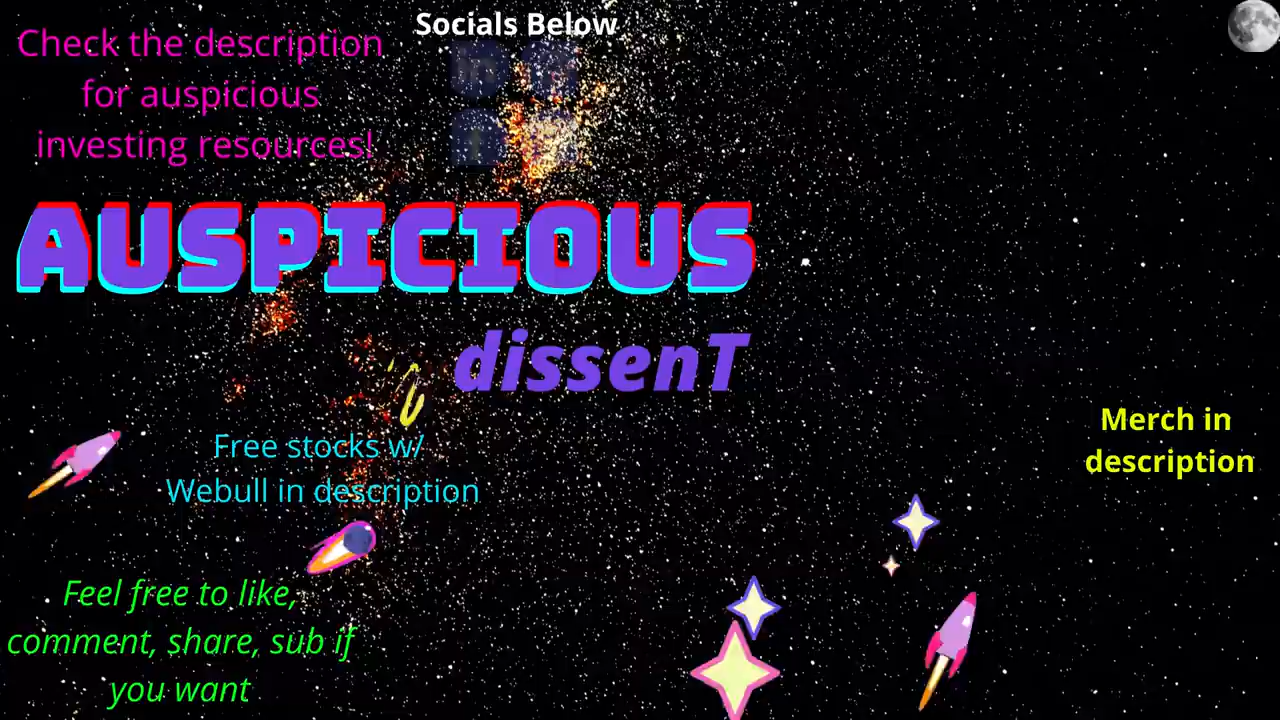 Socials Below
Check the description
for auspicious
investing resources!
AUSPICIOUS
dissenT
Merch in
description
Free stocks w/
Webull in description
Feel free to like,
comment, share, sub if
you want